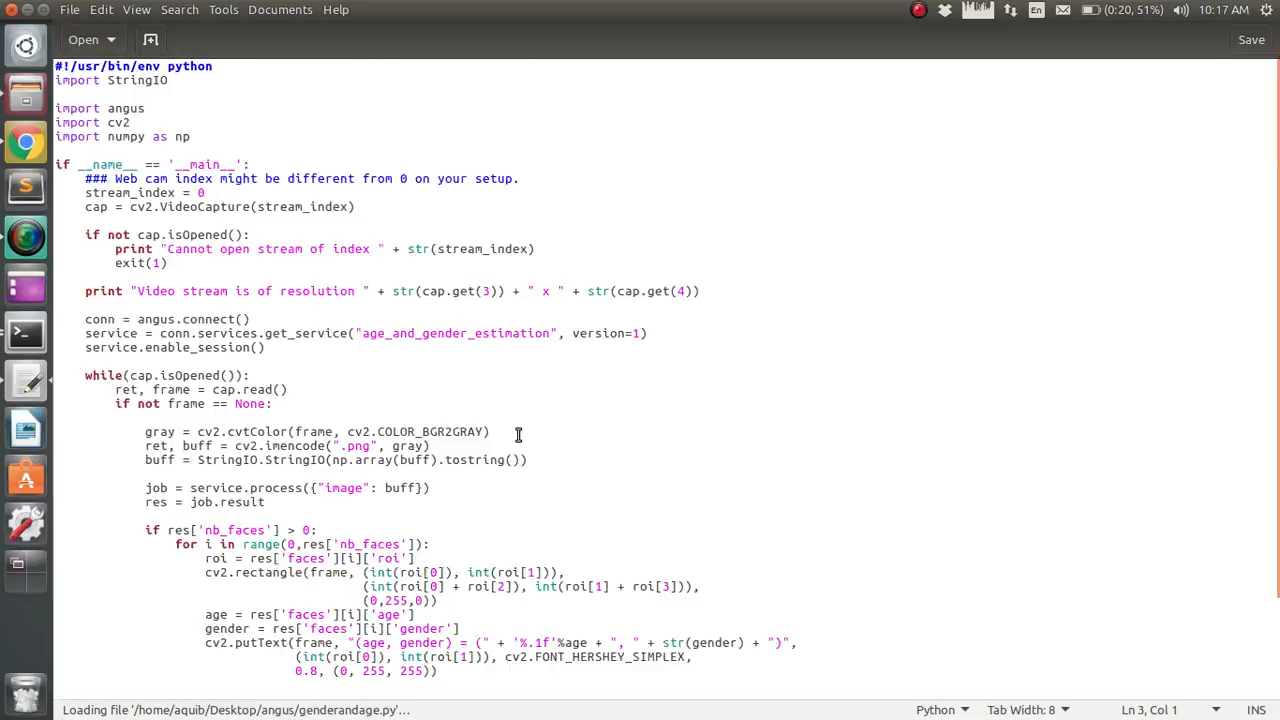 File Edit View Search Tools Documents Help En (0:20, 51%) 10:17 AM
Open Save
#!/usr/bin/env python
import StringIO
import angus
import cv2
import numpy as np
if __name__ == '__main__':
### Web cam index might be different from 0 on your setup.
stream_index = 0
cap = cv2.VideoCapture(stream_index)
if not cap.isOpened():
print "Cannot open stream of index " + str(stream_index)
exit(1)
print "Video stream is of resolution " + str(cap.get(3)) + " x " + str(cap.get(4))
conn = angus.connect()
service = conn.services.get_service("age_and_gender_estimation", version=1)
service.enable_session()
while(cap.isOpened()):
ret, frame = cap.read()
if not frame == None:
gray = cv2.cvtColor(frame, cv2.COLOR_BGR2GRAY)
ret, buff = cv2.imencode(".png", gray)
buff = StringIO.StringIO(np.array(buff).tostring())
job = service.process({"image": buff})
res = job.result
if res['nb_faces'] > 0:
for i in range(0,res['nb_faces']):
roi = res['faces'][i]['roi']
cv2.rectangle(frame, (int(roi[0]), int(roi[1])),
(int(roi[0] + roi[2]), int(roi[1] + roi[3])),
(0,255,0))
age = res['faces'][i]['age']
gender = res['faces'][i]['gender']
cv2.putText(frame, "(age, gender) = (" + '%.1f'%age + ", " + str(gender) + ")",
(int(roi[0]), int(roi[1])), cv2.FONT_HERSHEY_SIMPLEX,
0.8, (0, 255, 255))
Loading file '/home/aquib/Desktop/angus/genderandage.py'… Python Tab Width: 8 Ln 3, Col 1 INS